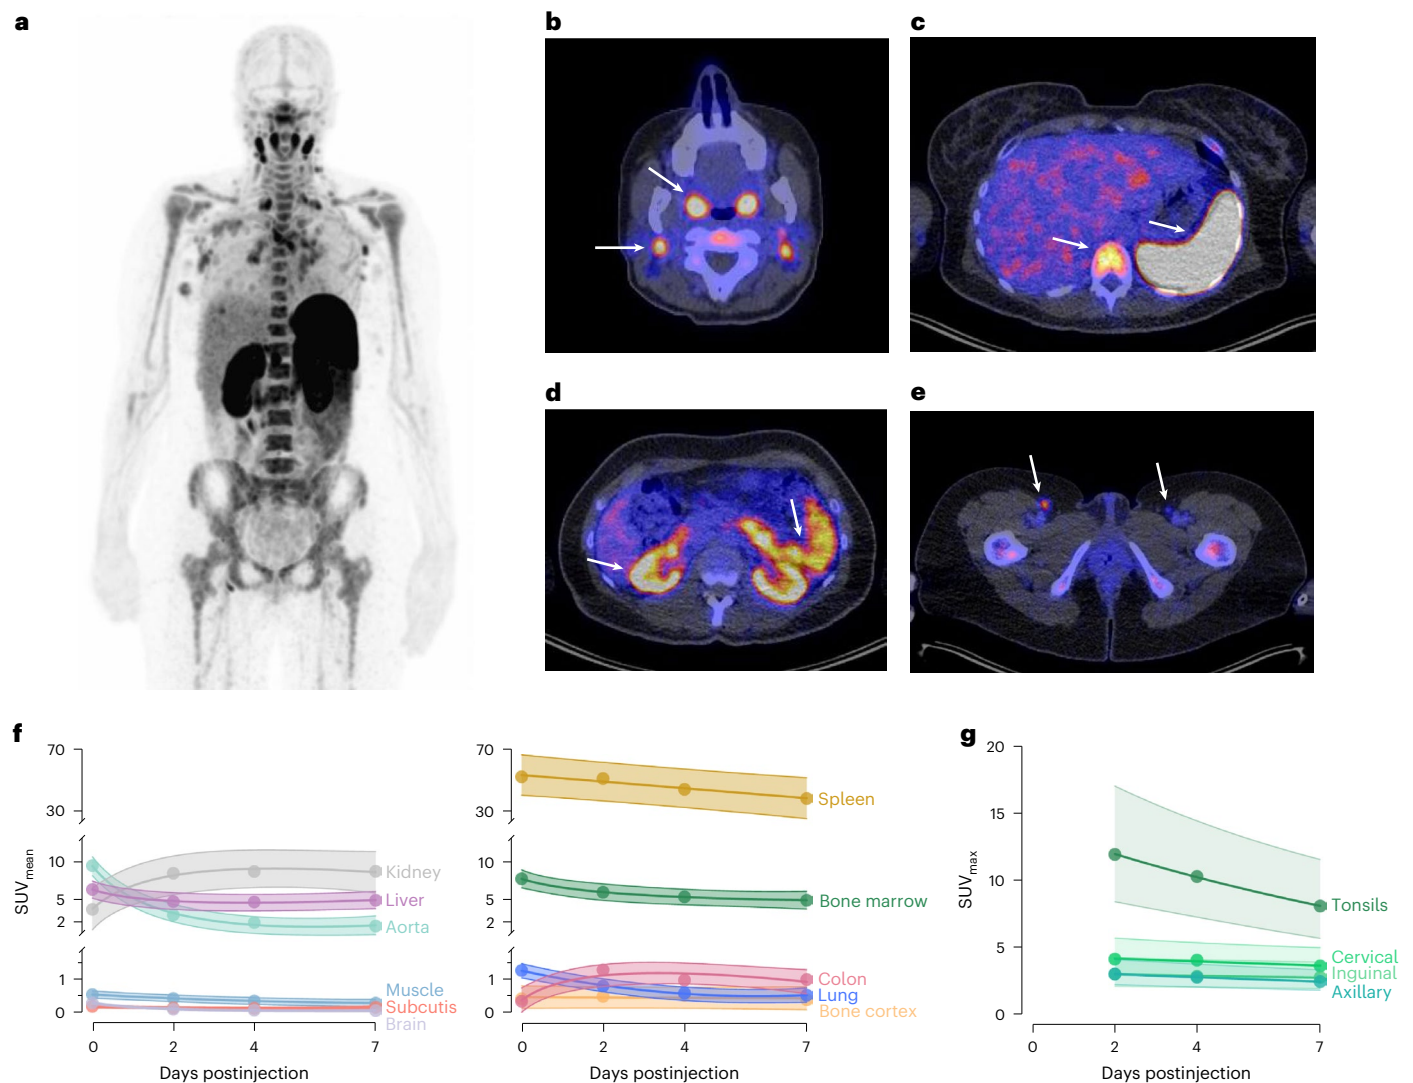 a
b
c
d
e
f
70
30
10
5
2
1
0
SUVmean
Kidney
Liver
Aorta
Muscle
Subcutis
Brain
0 2 4 7
Days postinjection
70
30
10
5
2
1
0
Spleen
Bone marrow
Colon
Lung
Bone cortex
0 2 4 7
Days postinjection
g
20
15
10
5
0
SUVmax
Tonsils
Cervical
Inguinal
Axillary
0 2 4 7
Days postinjection